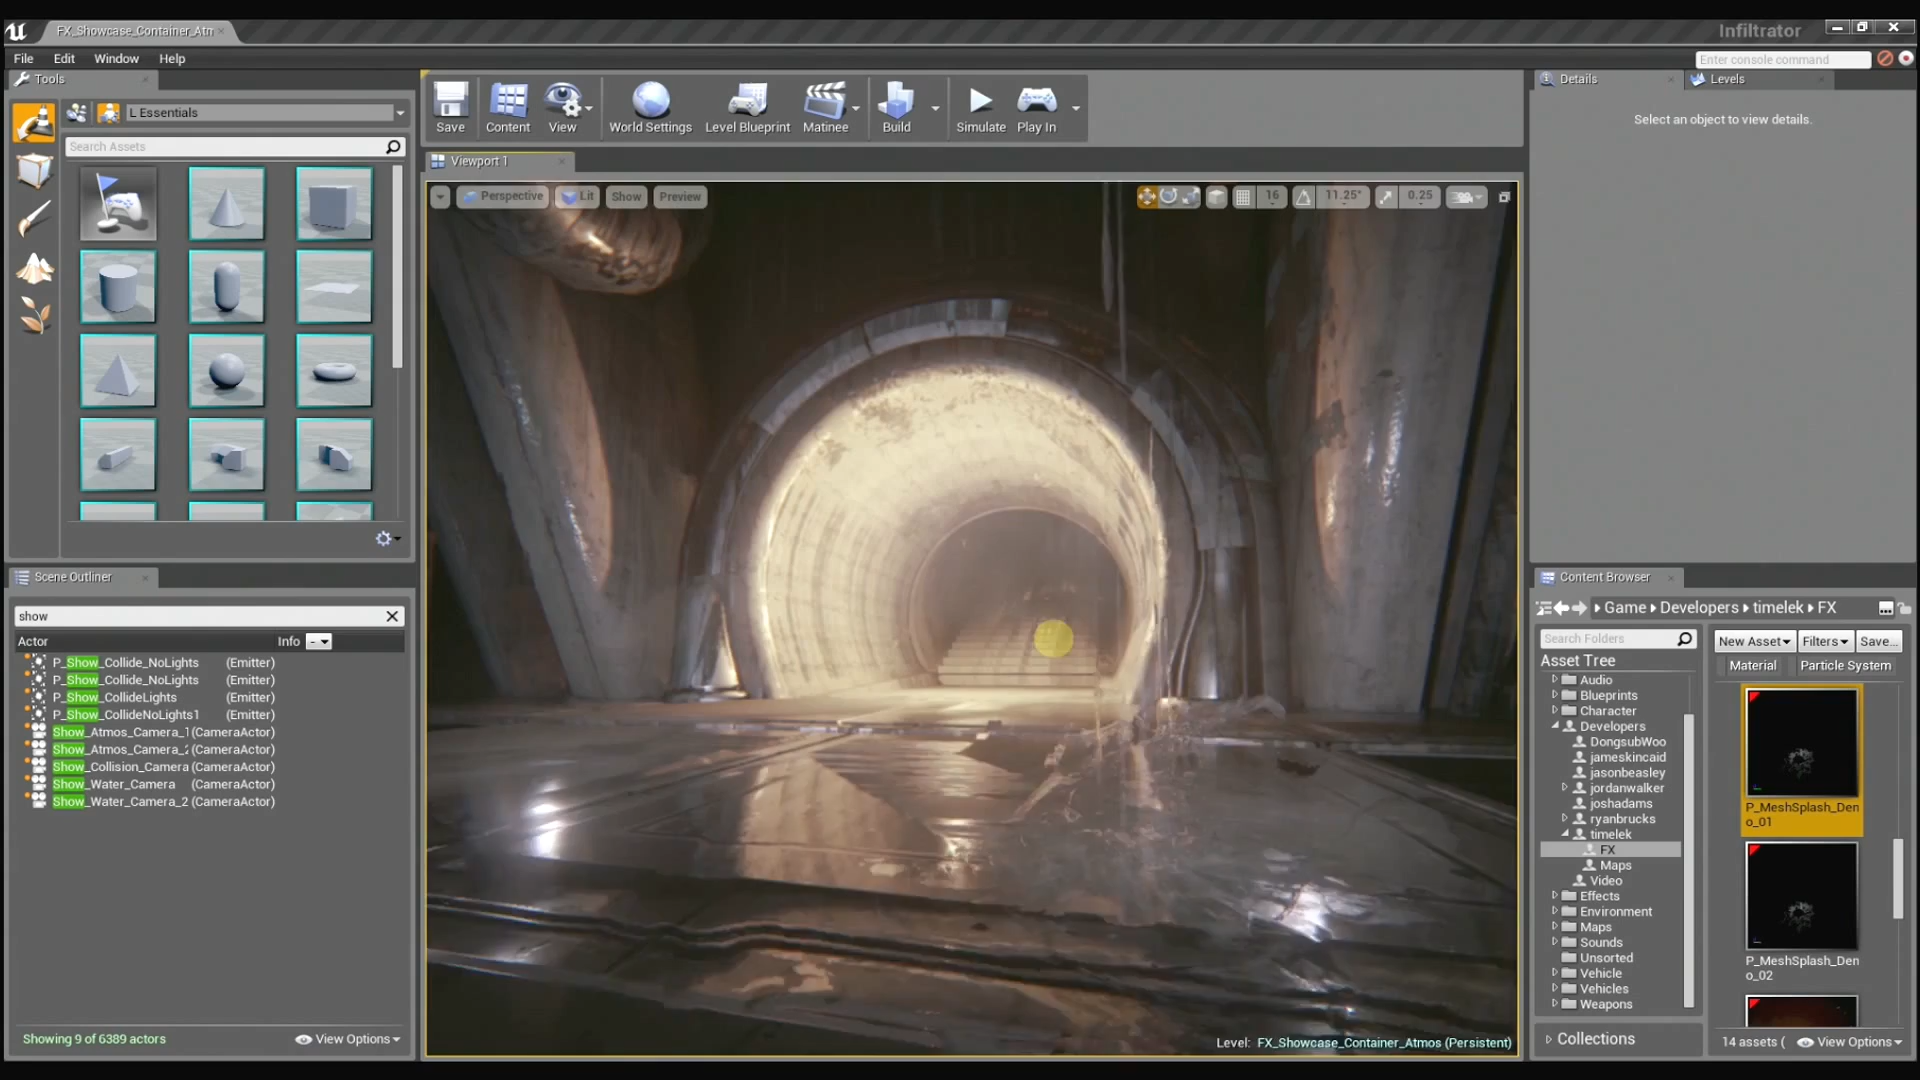 FX_Showcase_Container_Atm
Infiltrator
File Edit Window Help
Enter console command
Tools
L Essentials
Search Assets
Save
Content
View
World Settings
Level Blueprint
Matinee
Build
Simulate
Play In
Details
Levels
Select an object to view details.
Viewport 1
Perspective
Lit
Show
Preview
16
11.25°
0.25
Scene Outliner
show
Actor Info -
P_Show_Collide_NoLights (Emitter)
P_Show_Collide_NoLights (Emitter)
P_Show_CollideLights (Emitter)
P_Show_CollideNoLights1 (Emitter)
Show_Atmos_Camera_1 (CameraActor)
Show_Atmos_Camera_2 (CameraActor)
Show_Collision_Camera (CameraActor)
Show_Water_Camera (CameraActor)
Show_Water_Camera_2 (CameraActor)
Showing 9 of 6389 actors
View Options
Level: FX_Showcase_Container_Atmos (Persistent)
Content Browser
Game Developers timelek FX
Search Folders
Asset Tree
Audio
Blueprints
Character
Developers
DongsubWoo
jameskincaid
jasonbeasley
jordanwalker
joshadams
ryanbrucks
timelek
FX
Maps
Video
Effects
Environment
Maps
Sounds
Unsorted
Vehicle
Vehicles
Weapons
Collections
New Asset
Filters
Save...
Material
Particle System
P_MeshSplash_Den
o_01
P_MeshSplash_Den
o_02
14 assets (
View Options